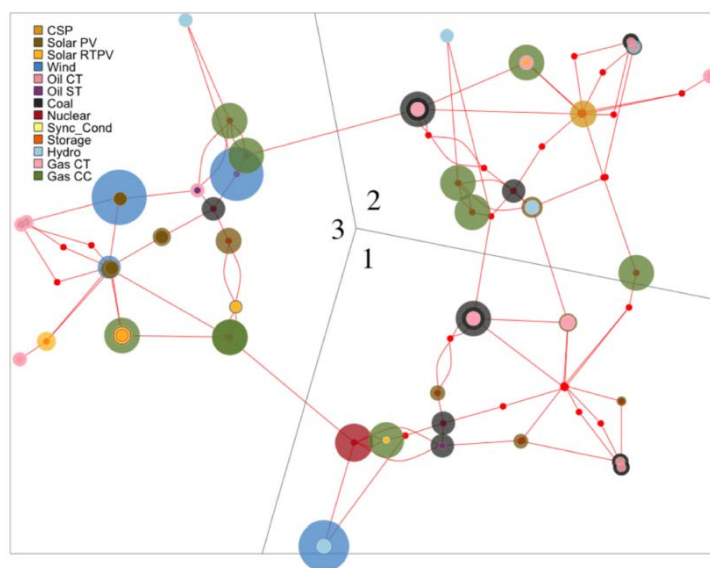 CSP
Solar PV
Solar RTPV
Wind
Oil CT
Oil ST
Coal
Nuclear
Sync_Cond
Storage
Hydro
Gas CT
Gas CC
2
3
1